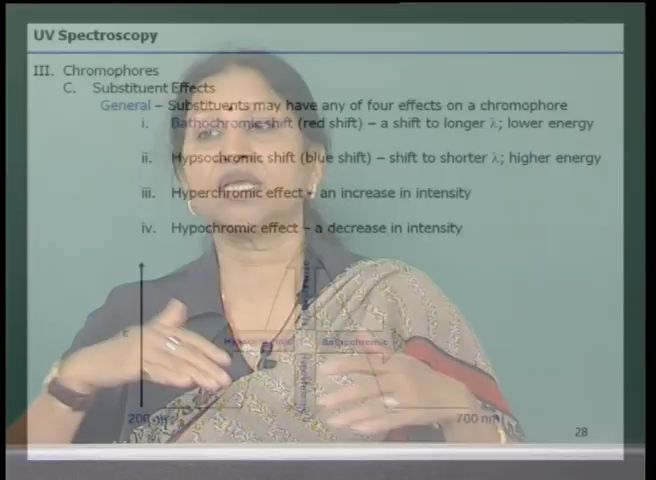 UV Spectroscopy
III. Chromophores
C. Substituent Effects
General – Substituents may have any of four effects on a chromophore
i. Bathochromic shift (red shift) – a shift to longer λ; lower energy
ii. Hypsochromic shift (blue shift) – shift to shorter λ; higher energy
iii. Hyperchromic effect – an increase in intensity
iv. Hypochromic effect – a decrease in intensity
Bathochromic
200 nm
700 nm
28